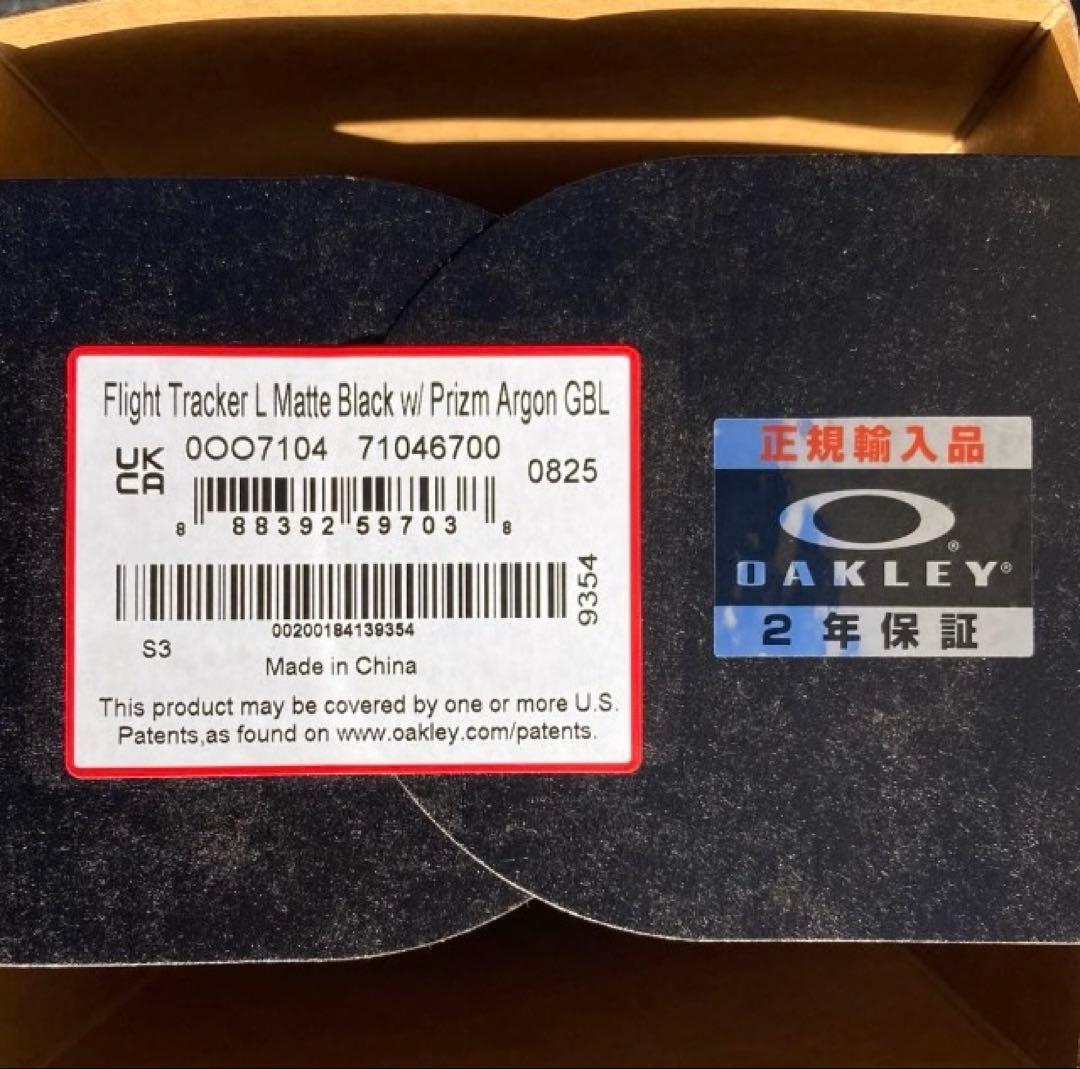 Flight Tracker L Matte Black w/ Prizm Argon GBL
UK
CA
0OO7104 71046700
0825
8 88392 59703 8
9354
00200184139354
S3
Made in China
This product may be covered by one or more U.S.
Patents,as found on www.oakley.com/patents.
正規輸入品
OAKLEY®
2年保証